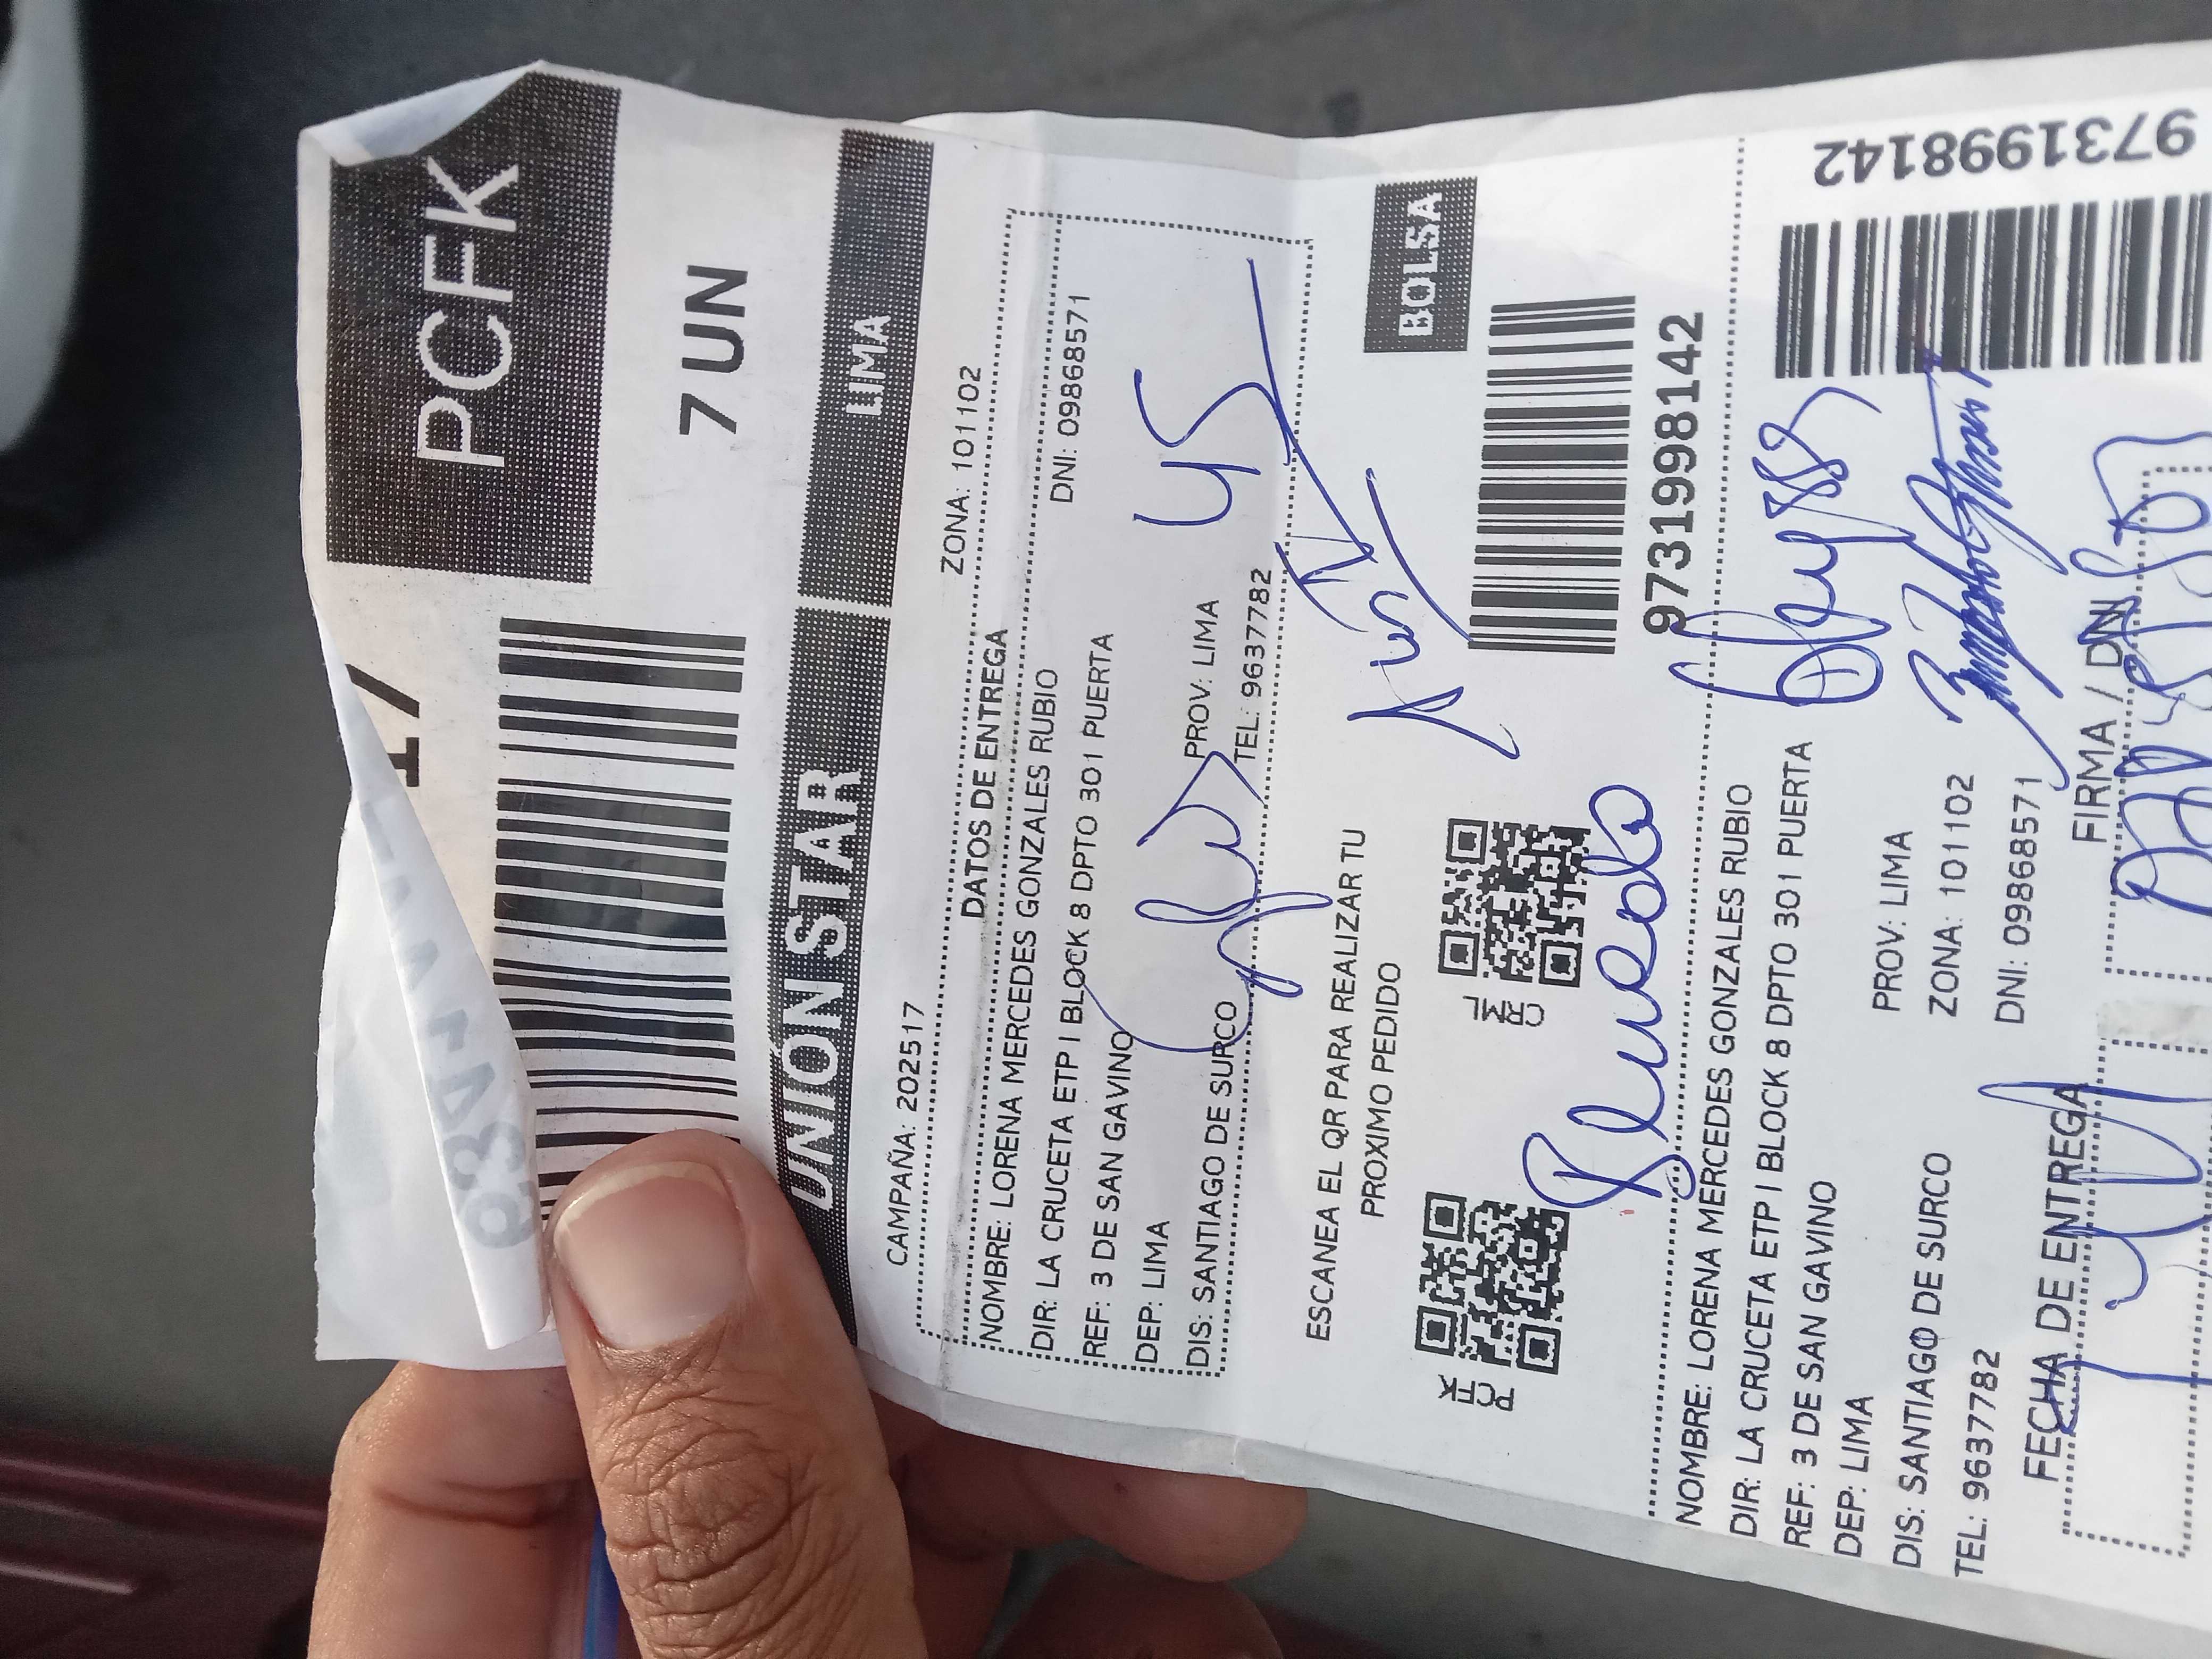 17
PCFK
7 UN
UNIÓN STAR
LIMA
CAMPAÑA: 202517
ZONA: 101102
DATOS DE ENTREGA
NOMBRE: LORENA MERCEDES GONZALES RUBIO
DIR: LA CRUCETA ETP I BLOCK 8 DPTO 301 PUERTA
DNI: 09868571
REF: 3 DE SAN GAVINO
DEP: LIMA
PROV: LIMA
DIS: SANTIAGO DE SURCO
TEL: 9637782
ESCANEA EL QR PARA REALIZAR TU
PROXIMO PEDIDO
BOLSA
PCFK
CRML
9731998142
NOMBRE: LORENA MERCEDES GONZALES RUBIO
DIR: LA CRUCETA ETP I BLOCK 8 DPTO 301 PUERTA
REF: 3 DE SAN GAVINO
DEP: LIMA
PROV: LIMA
DIS: SANTIAGO DE SURCO
ZONA: 101102
TEL: 9637782
DNI: 09868571
FECHA DE ENTREGA
FIRMA / DNI
9731998142